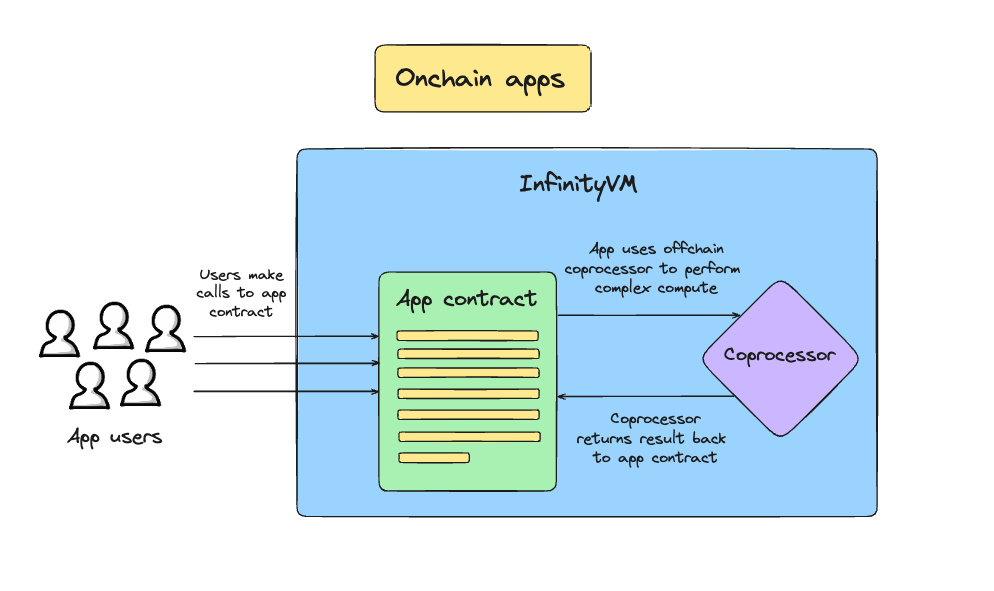 Onchain apps
InfinityVM
Users make
calls to app
contract
App users
App contract
App uses offchain
coprocessor to perform
complex compute
Coprocessor
Coprocessor
returns result back
to app contract